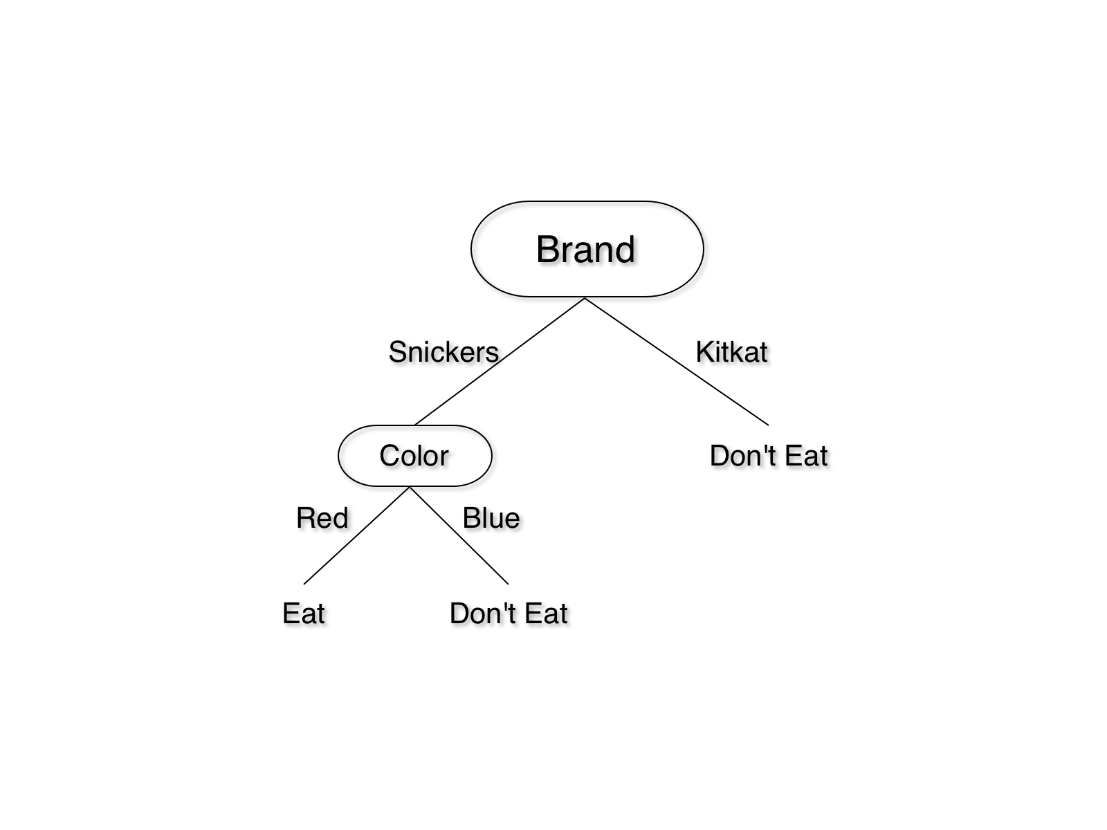 Brand
Snickers
Kitkat
Color
Don't Eat
Red
Blue
Eat
Don't Eat